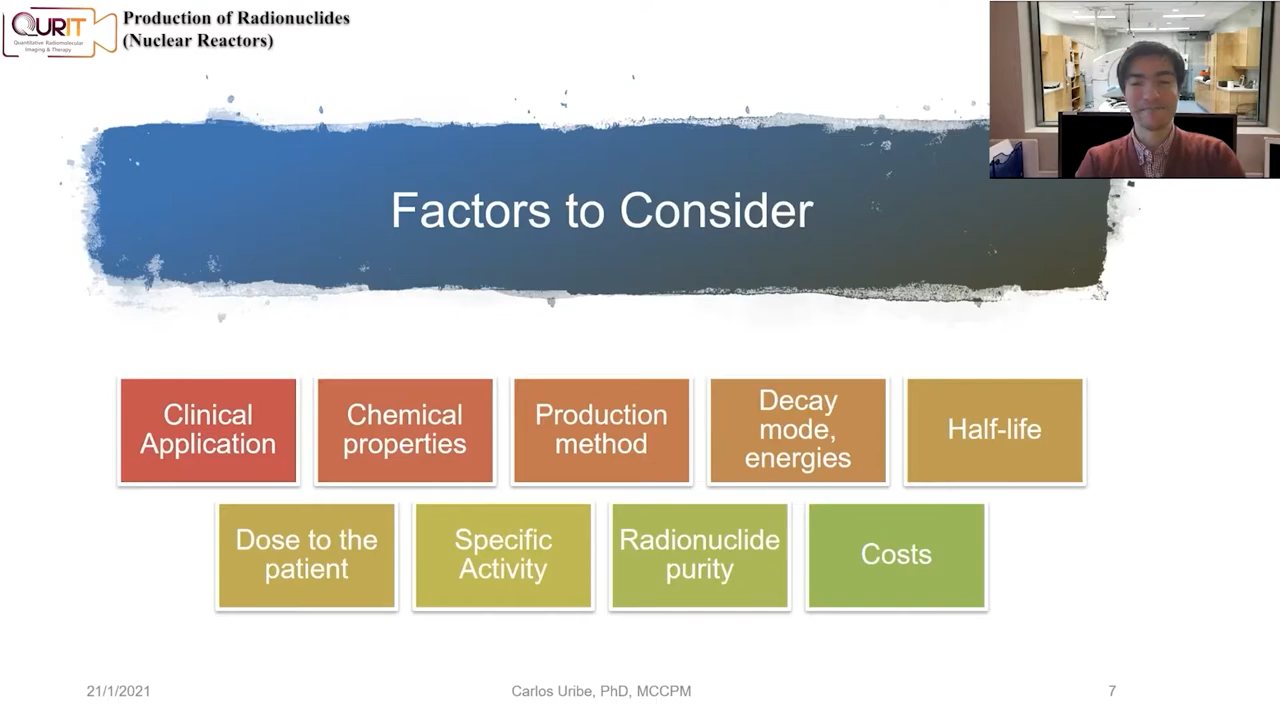 QURIT
Quantitative Radiomolecular
Imaging & Therapy
Production of Radionuclides
(Nuclear Reactors)
Factors to Consider
Clinical
Application
Chemical
properties
Production
method
Decay
mode,
energies
Half-life
Dose to the
patient
Specific
Activity
Radionuclide
purity
Costs
21/1/2021
Carlos Uribe, PhD, MCCPM
7